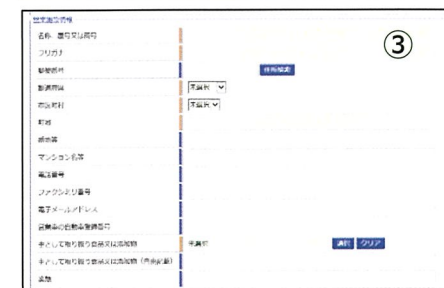 営業施設情報
③
名称、屋号又は商号
フリガナ
郵便番号
住所検索
都道府県
未選択
市区町村
未選択
町域
番地等
マンション名等
電話番号
ファクシミリ番号
電子メールアドレス
営業車の自動車登録番号
主として取り扱う食品又は添加物
未選択
選択 クリア
主として取り扱う食品又は添加物（自由記載）
業態